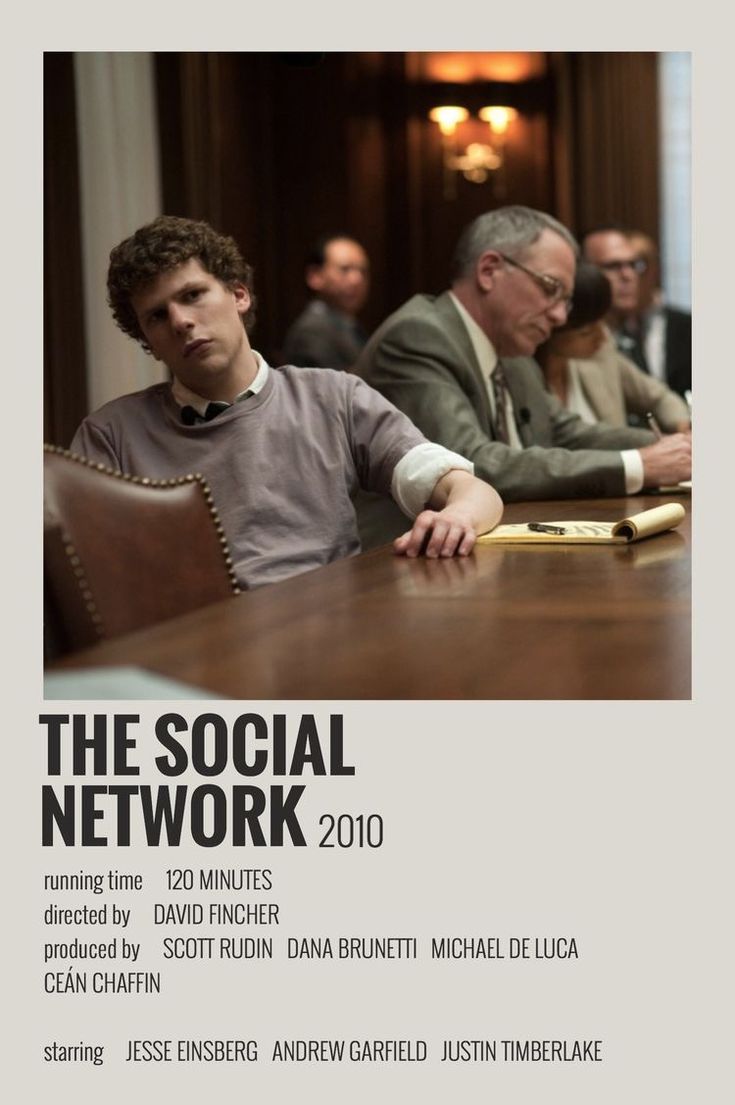 THE SOCIAL
NETWORK 2010
running time 120 MINUTES
directed by DAVID FINCHER
produced by SCOTT RUDIN DANA BRUNETTI MICHAEL DE LUCA
CEÁN CHAFFIN
starring JESSE EINSBERG ANDREW GARFIELD JUSTIN TIMBERLAKE